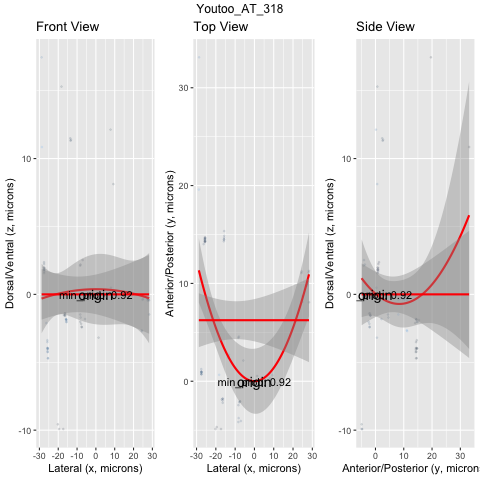 Youtoo_AT_318
Front View
Top View
Side View
Dorsal/Ventral (z, microns)
10
0
-10
origin
0.92
-30 -20 -10 0 10 20 30
Lateral (x, microns)
Anterior/Posterior (y, microns)
30
20
10
0
origin
0.92
-30 -20 -10 0 10 20 30
Lateral (x, microns)
Dorsal/Ventral (z, microns)
10
0
-10
origin
0.92
0 10 20 30
Anterior/Posterior (y, micron